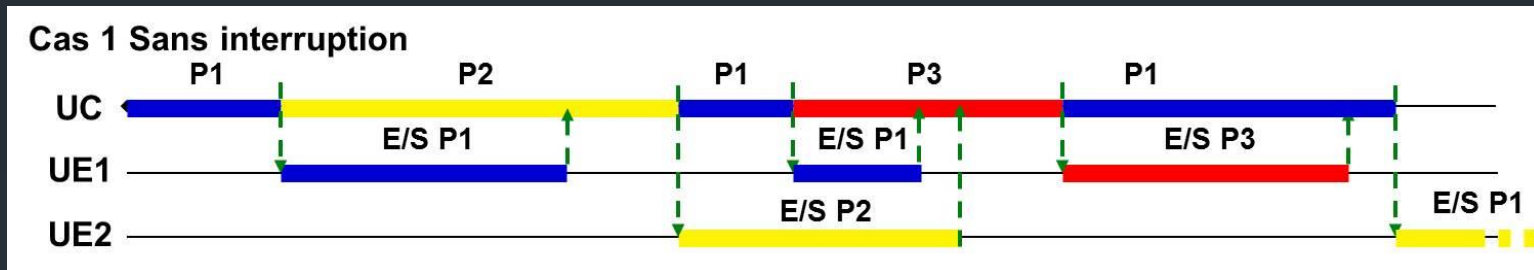 Cas 1 Sans interruption
P1 P2 P1 P3 P1
UC
E/S P1 E/S P1 E/S P3
UE1
E/S P2 E/S P1
UE2